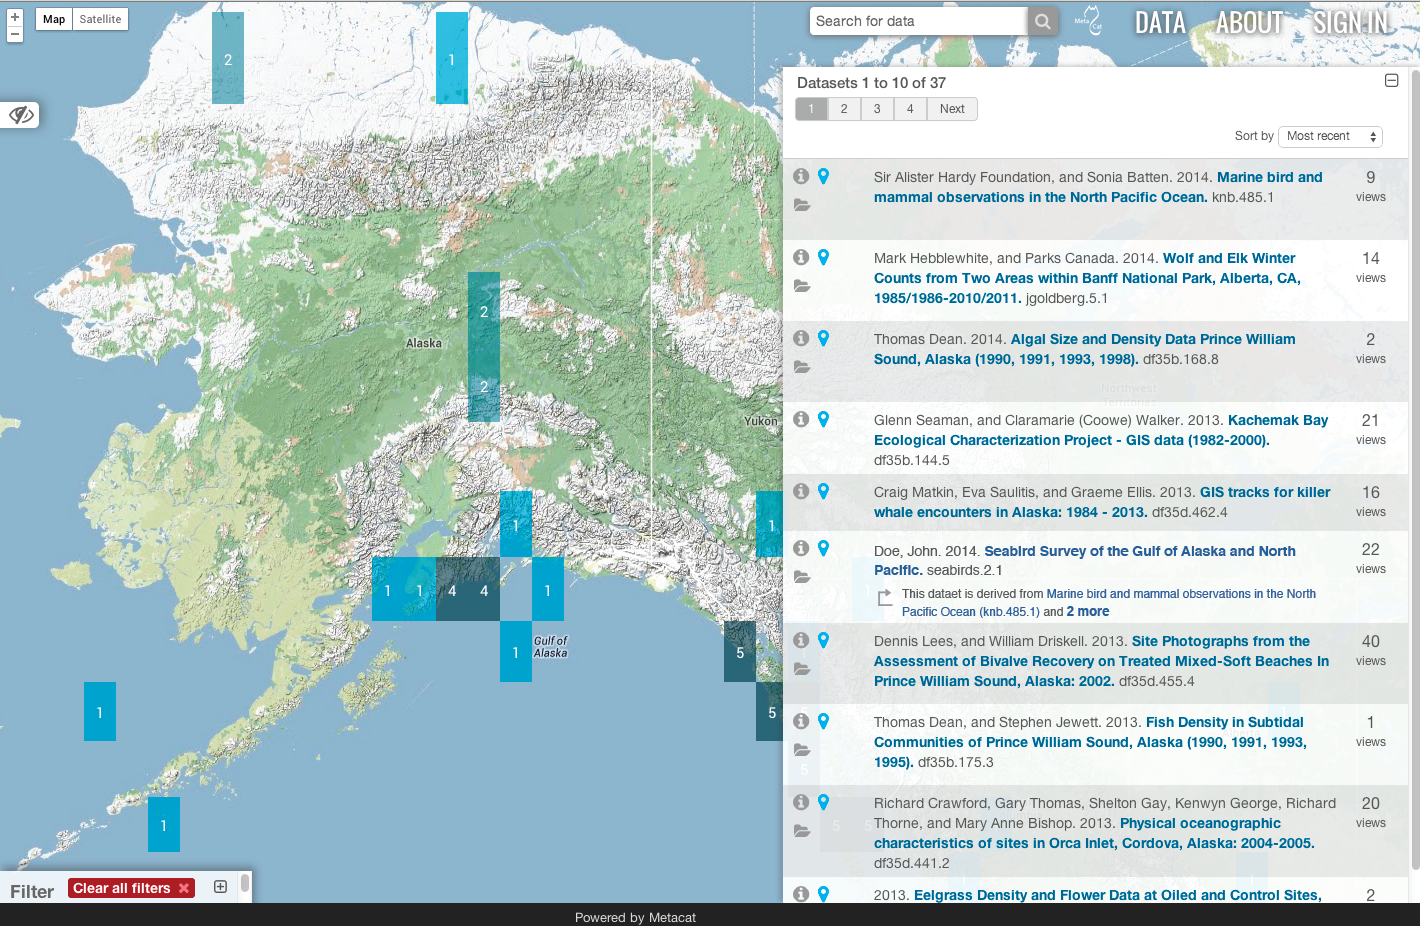 +
−
Map
Satellite
Search for data
Meta
Cat
DATA
ABOUT
SIGN IN
2
1
Datasets 1 to 10 of 37
1
2
3
4
Next
Sort by
Most recent
Sir Alister Hardy Foundation, and Sonia Batten. 2014. Marine bird and
mammal observations in the North Pacific Ocean. knb.485.1
9
views
Mark Hebblewhite, and Parks Canada. 2014. Wolf and Elk Winter
Counts from Two Areas within Banff National Park, Alberta, CA,
1985/1986-2010/2011. jgoldberg.5.1
14
views
Thomas Dean. 2014. Algal Size and Density Data Prince William
Sound, Alaska (1990, 1991, 1993, 1998). df35b.168.8
2
views
Northwest
Territories
Glenn Seaman, and Claramarie (Coowe) Walker. 2013. Kachemak Bay
Ecological Characterization Project - GIS data (1982-2000).
df35b.144.5
21
views
Craig Matkin, Eva Saulitis, and Graeme Ellis. 2013. GIS tracks for killer
whale encounters in Alaska: 1984 - 2013. df35d.462.4
16
views
Doe, John. 2014. Seabird Survey of the Gulf of Alaska and North
Pacific. seabirds.2.1
22
views
This dataet is derived from Marine bird and mammal observations in the North
Pacific Ocean (knb.485.1) and 2 more
Dennis Lees, and William Driskell. 2013. Site Photographs from the
Assessment of Bivalve Recovery on Treated Mixed-Soft Beaches In
Prince William Sound, Alaska: 2002. df35d.455.4
40
views
Thomas Dean, and Stephen Jewett. 2013. Fish Density in Subtidal
Communities of Prince William Sound, Alaska (1990, 1991, 1993,
1995). df35b.175.3
1
views
5
Richard Crawford, Gary Thomas, Shelton Gay, Kenwyn George, Richard
Thorne, and Mary Anne Bishop. 2013. Physical oceanographic
characteristics of sites in Orca Inlet, Cordova, Alaska: 2004-2005.
df35d.441.2
20
views
5
5
2013. Eelgrass Density and Flower Data at Oiled and Control Sites,
2
2
Alaska
2
Yukon
1
1
1
1
4
4
1
1
Gulf of
Alaska
5
5
1
1
Filter
Clear all filters ×
Powered by Metacat